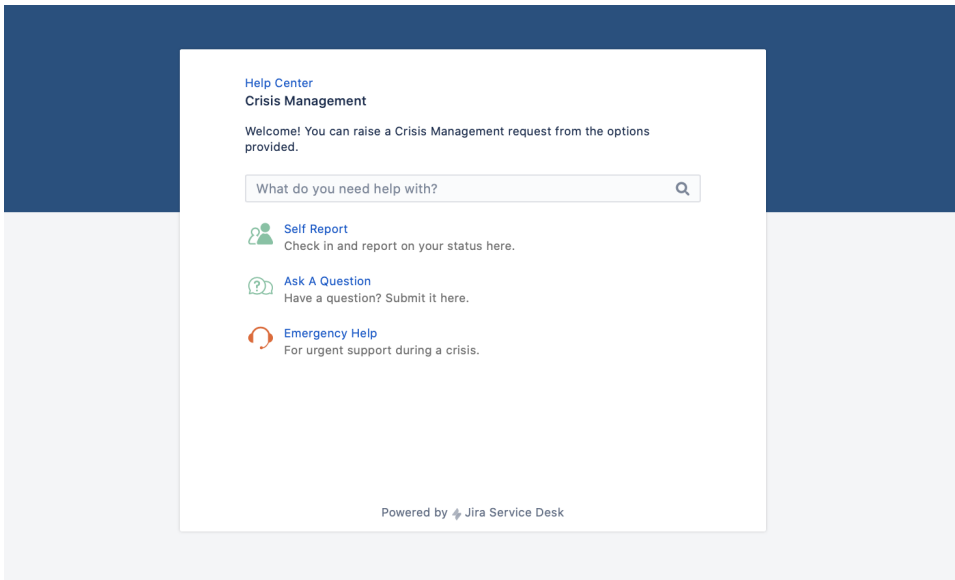 Help Center
Crisis Management
Welcome! You can raise a Crisis Management request from the options
provided.
What do you need help with?
Self Report
Check in and report on your status here.
Ask A Question
Have a question? Submit it here.
Emergency Help
For urgent support during a crisis.
Powered by Jira Service Desk